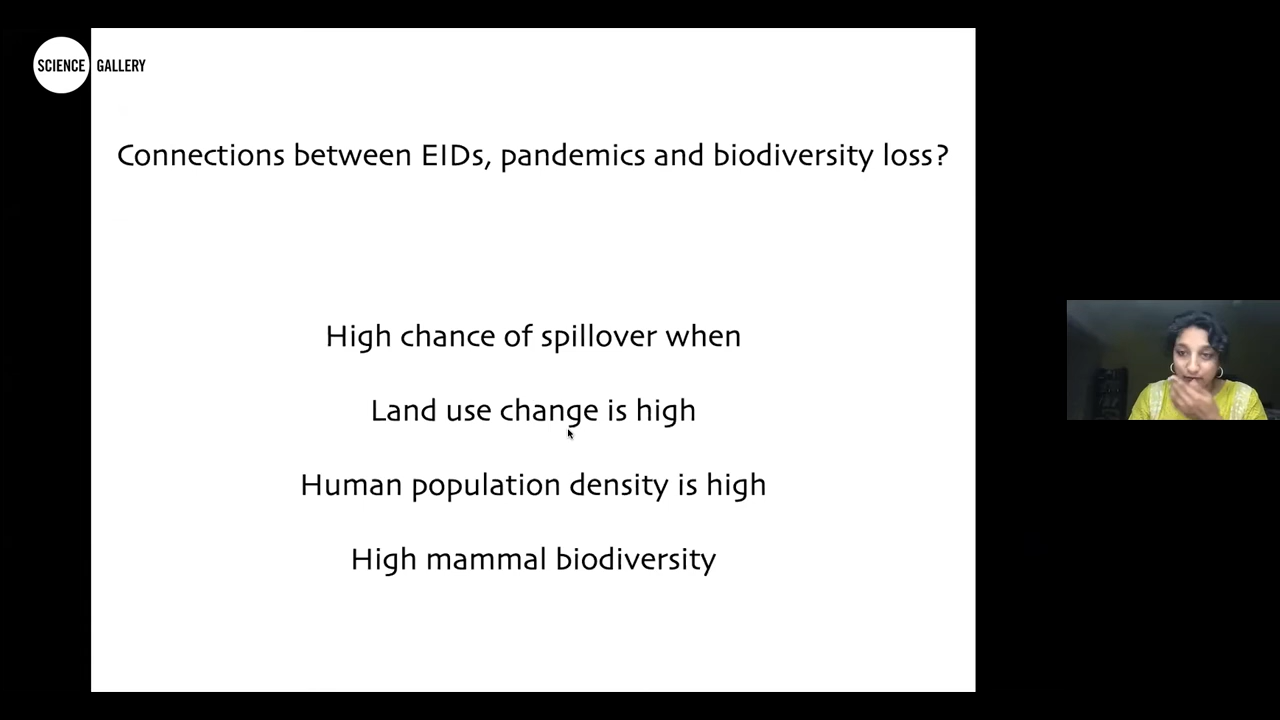 SCIENCE GALLERY
Connections between EIDs, pandemics and biodiversity loss?
High chance of spillover when
Land use change is high
Human population density is high
High mammal biodiversity